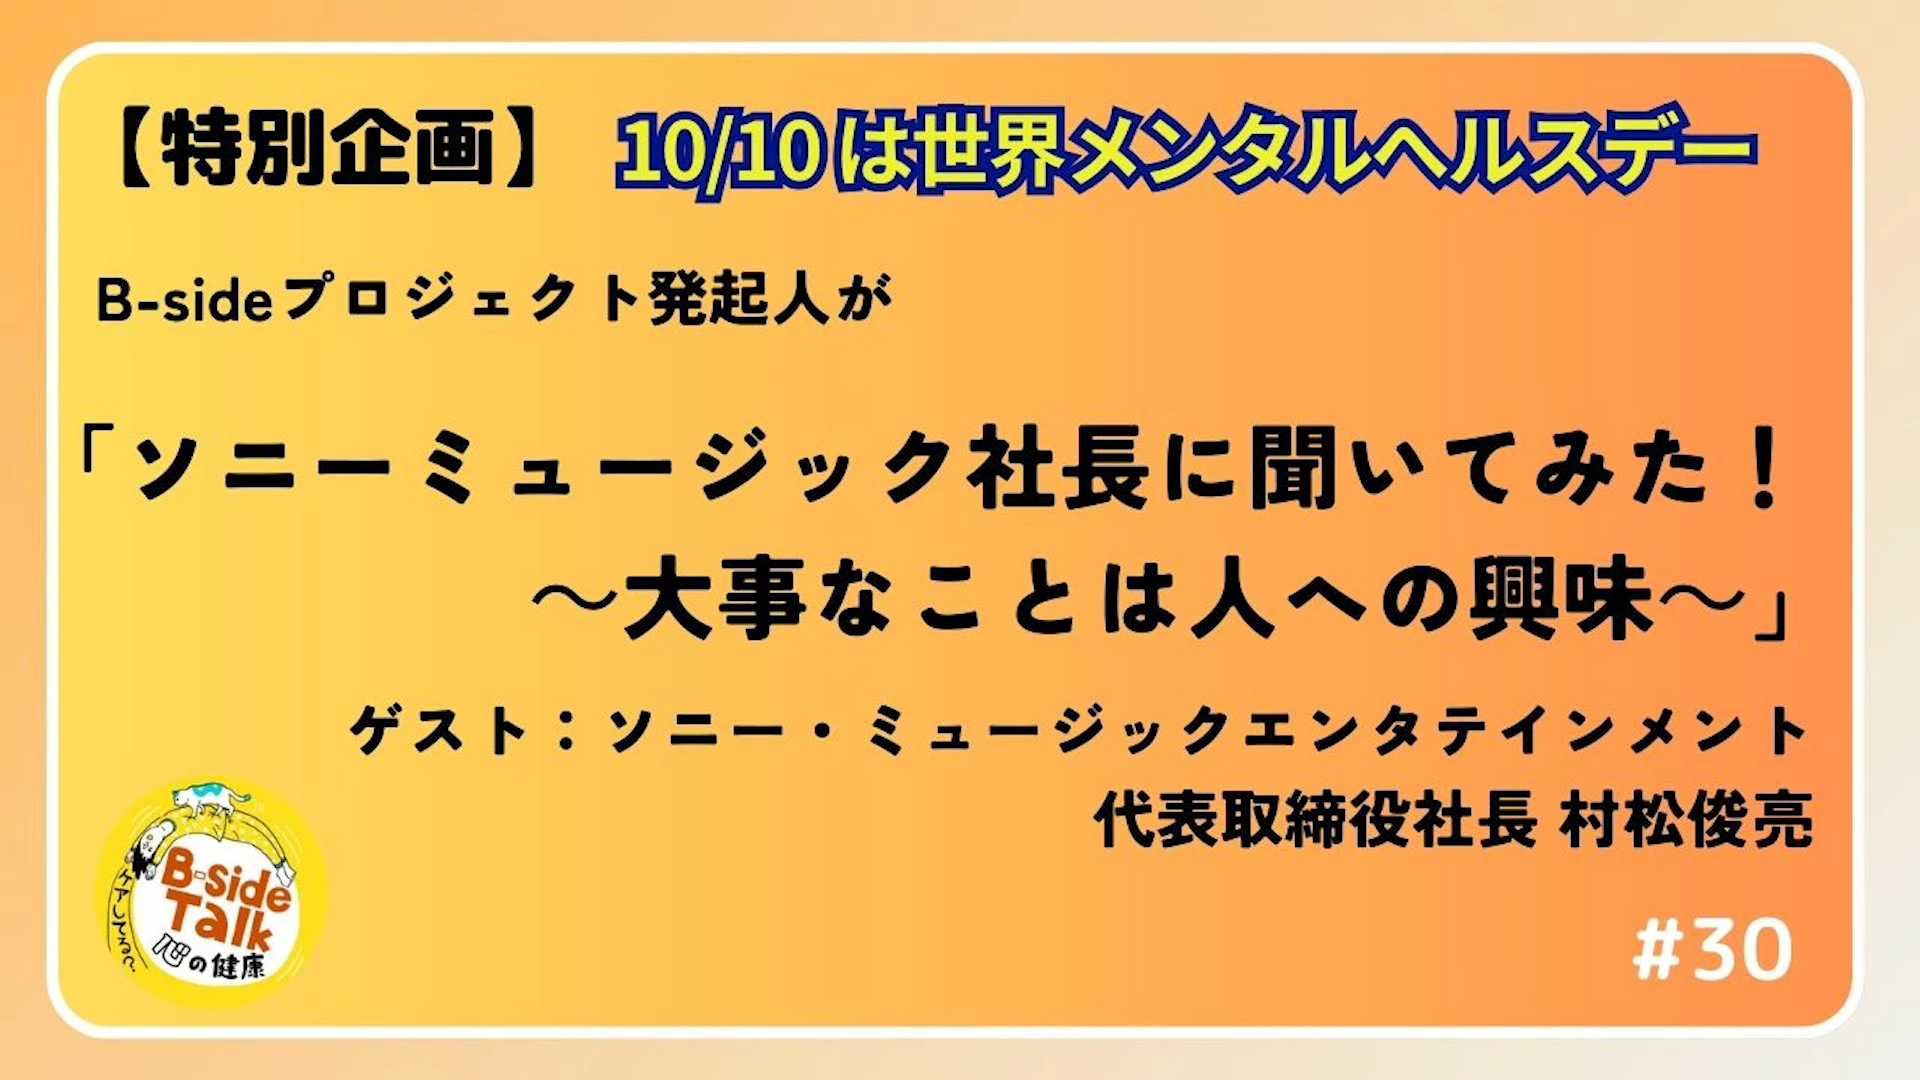 【特別企画】 10/10は世界メンタルヘルスデー
B-sideプロジェクト発起人が
「ソニーミュージック社長に聞いてみた！
～大事なことは人への興味～」
ゲスト：ソニー・ミュージックエンタテインメント
代表取締役社長 村松俊亮
ケアしてる?
B-side
Talk
心の健康
#30